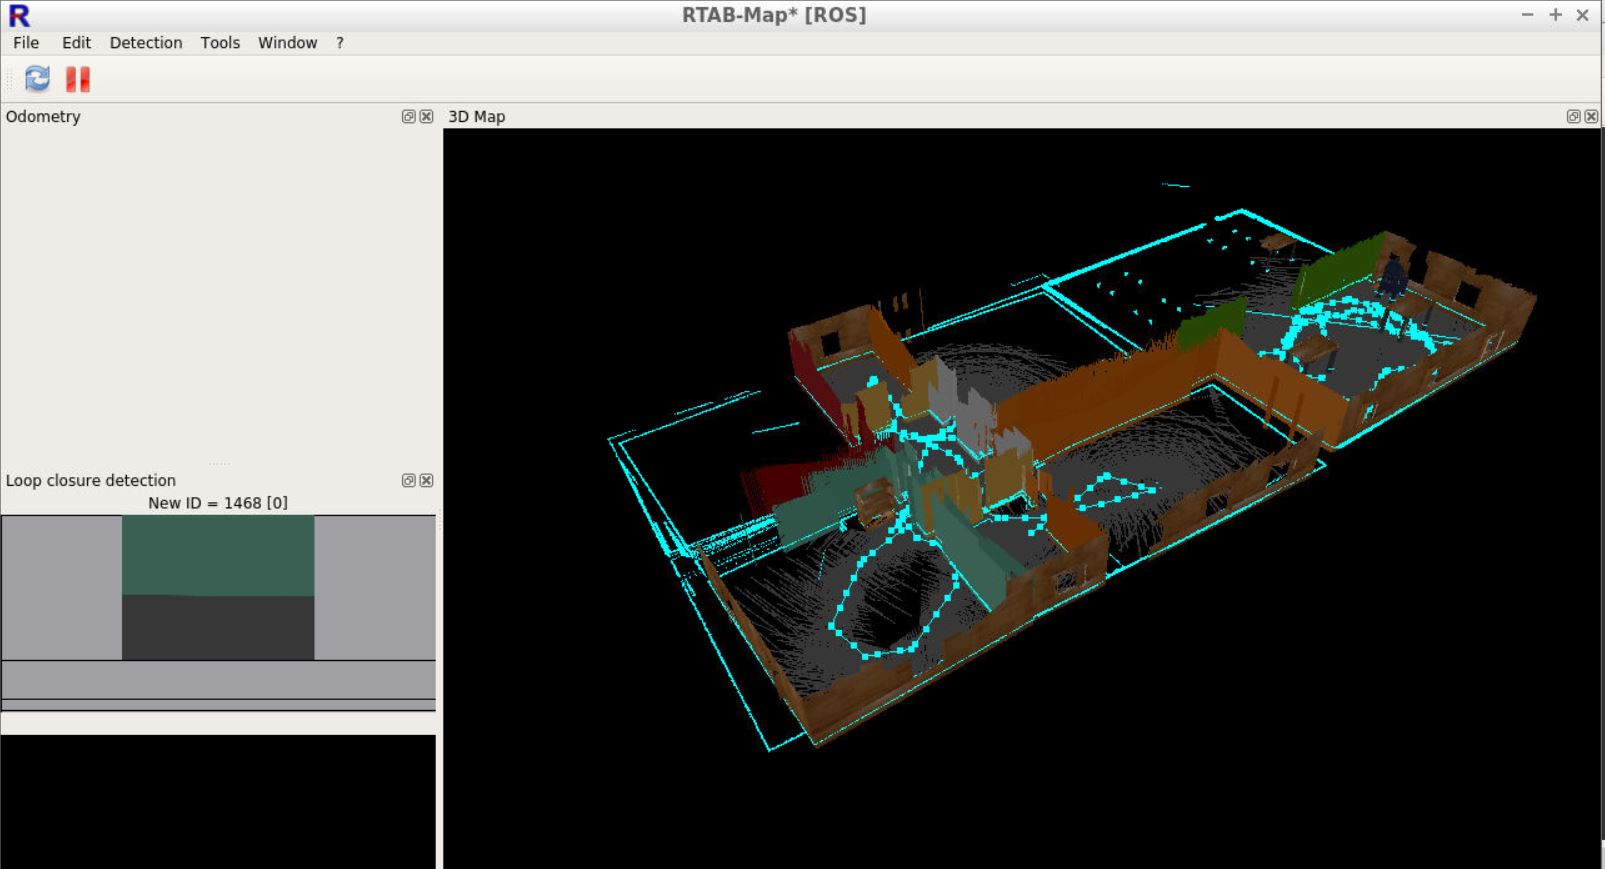 RTAB-Map* [ROS]
File Edit Detection Tools Window ?
Odometry
3D Map
Loop closure detection
New ID = 1468 [0]